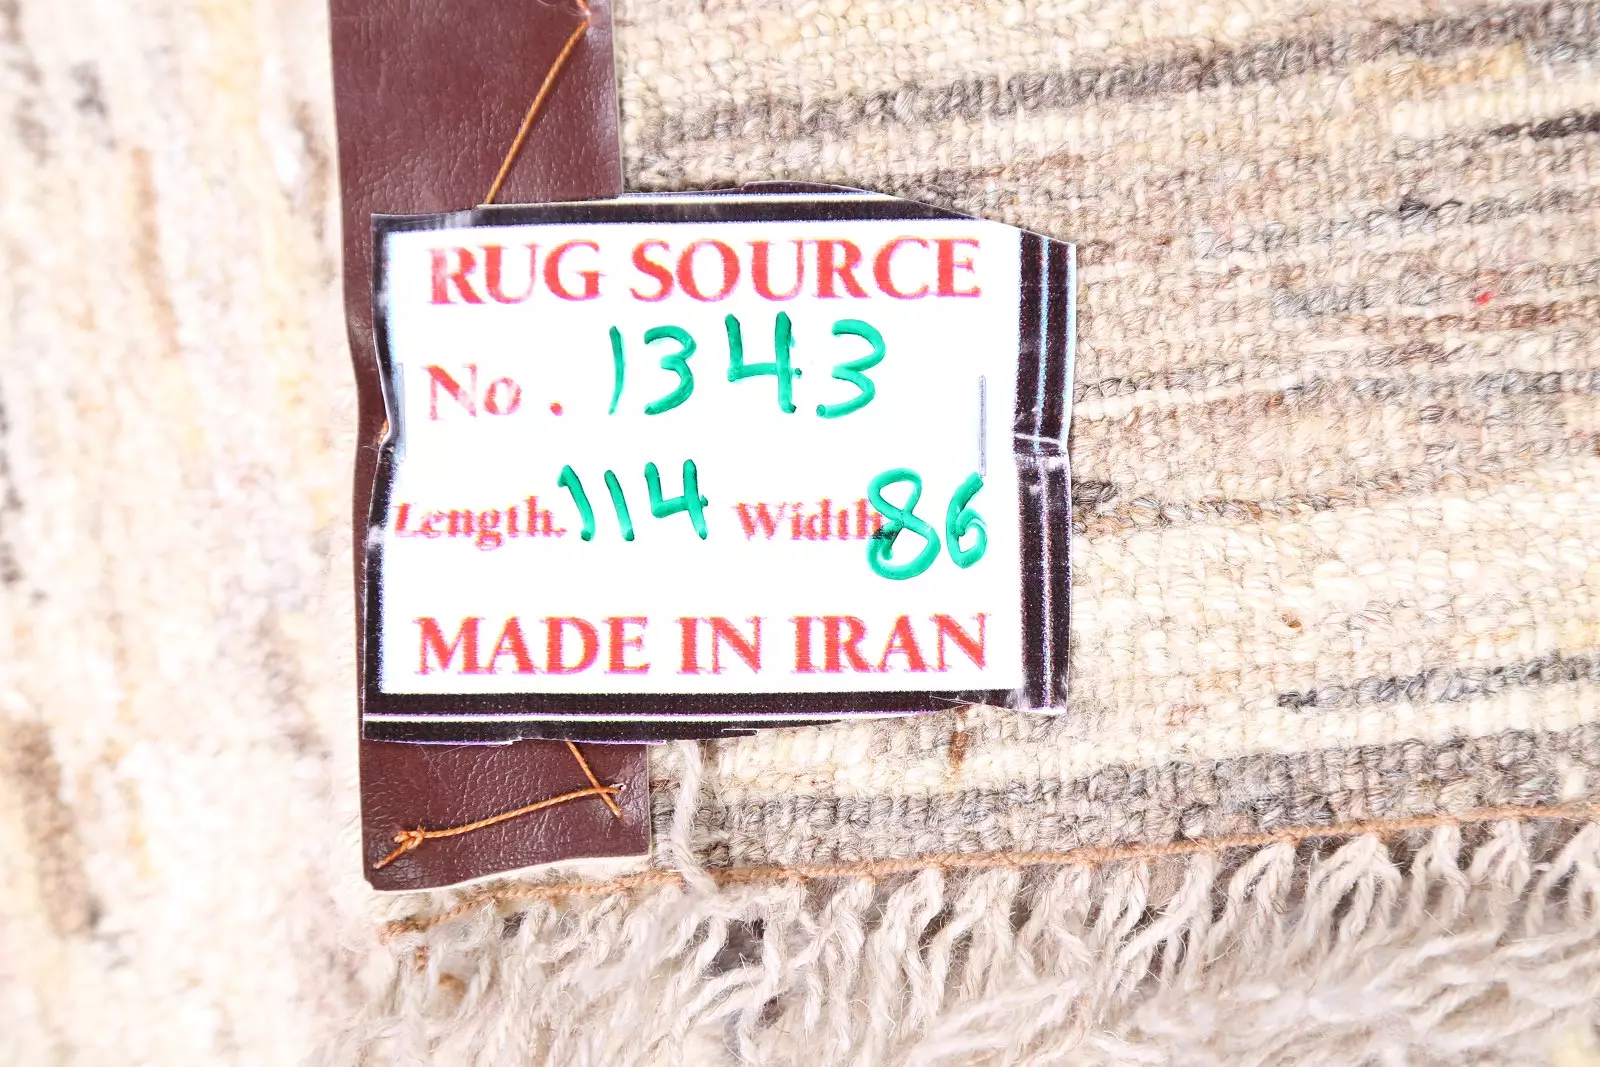 RUG SOURCE
No. 1343
Length. 114 Width 86
MADE IN IRAN